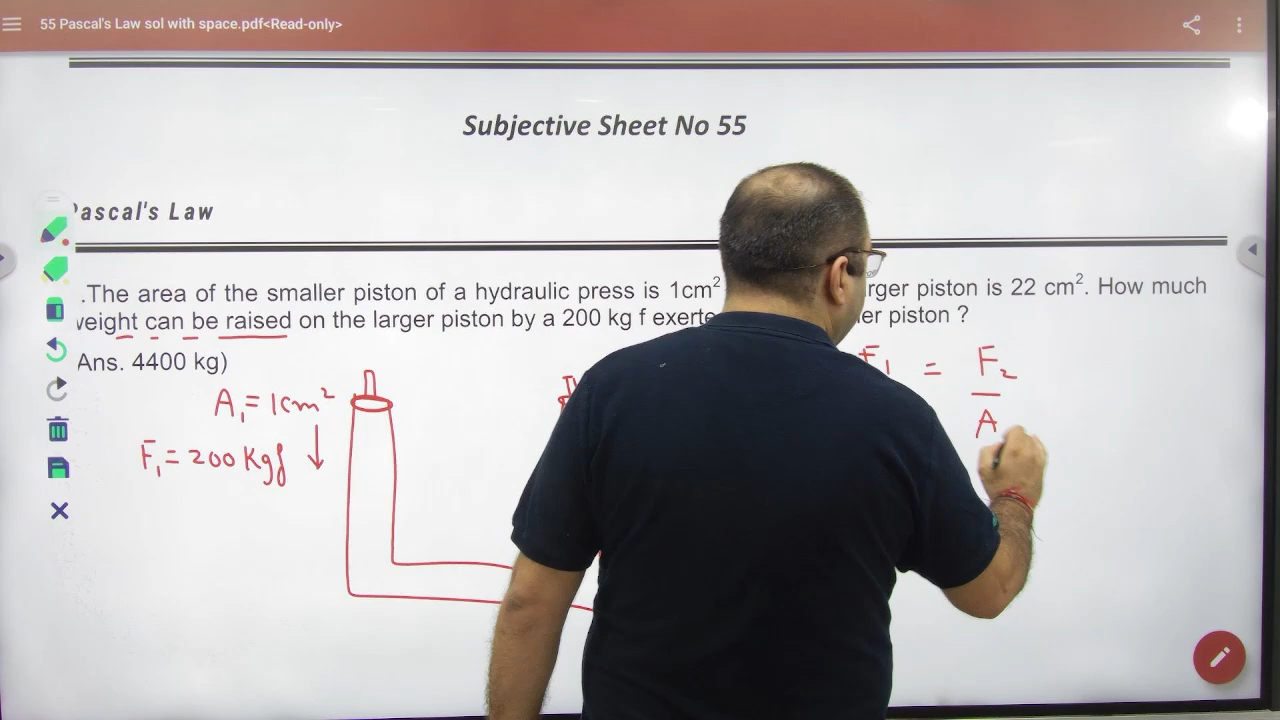 55 Pascal's Law sol with space.pdf<Read-only>
Subjective Sheet No 55
Pascal's Law
.The area of the smaller piston of a hydraulic press is 1cm² rger piston is 22 cm². How much
weight can be raised on the larger piston by a 200 kg f exerte er piston ?
Ans. 4400 kg)
A₁ = 1cm²
F₁ = 200 Kgf
F₁ = F₂
A